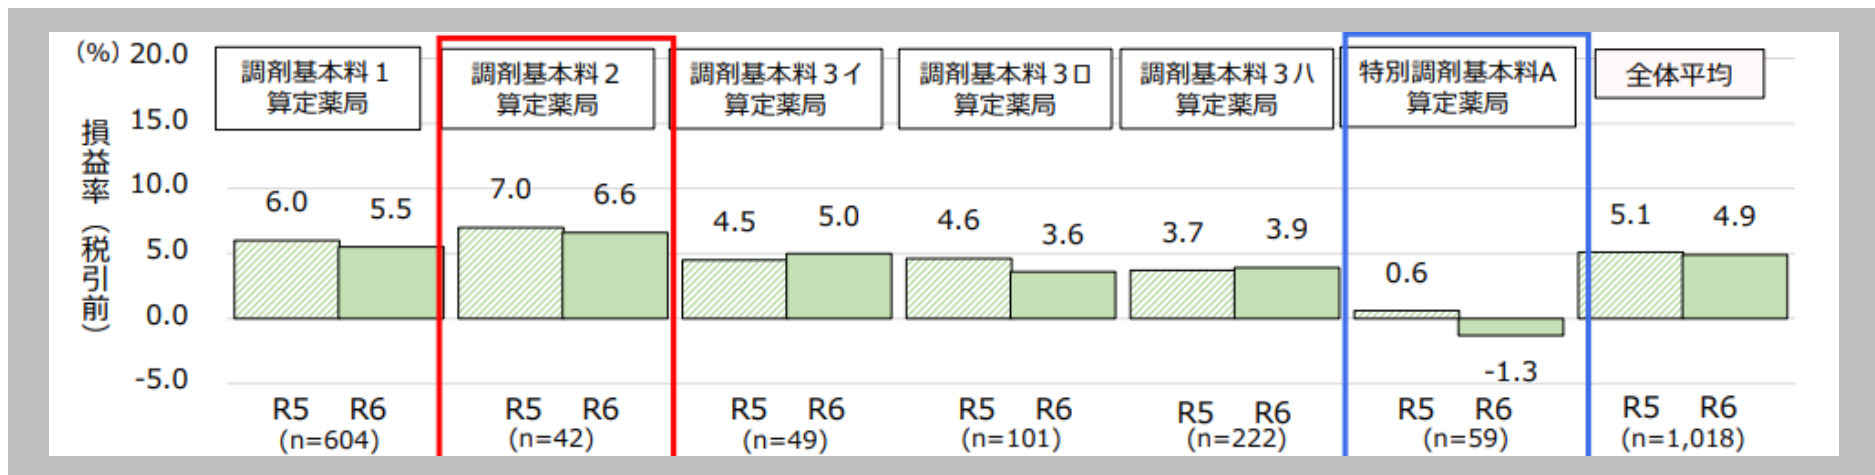 (%) 20.0
15.0
10.0
5.0
0.0
-5.0
損益率（税引前）
調剤基本料１
算定薬局
6.0 5.5
R5 R6
(n=604)
調剤基本料２
算定薬局
7.0 6.6
R5 R6
(n=42)
調剤基本料３イ
算定薬局
4.5 5.0
R5 R6
(n=49)
調剤基本料３ロ
算定薬局
4.6 3.6
R5 R6
(n=101)
調剤基本料３ハ
算定薬局
3.7 3.9
R5 R6
(n=222)
特別調剤基本料A
算定薬局
0.6
-1.3
R5 R6
(n=59)
全体平均
5.1 4.9
R5 R6
(n=1,018)